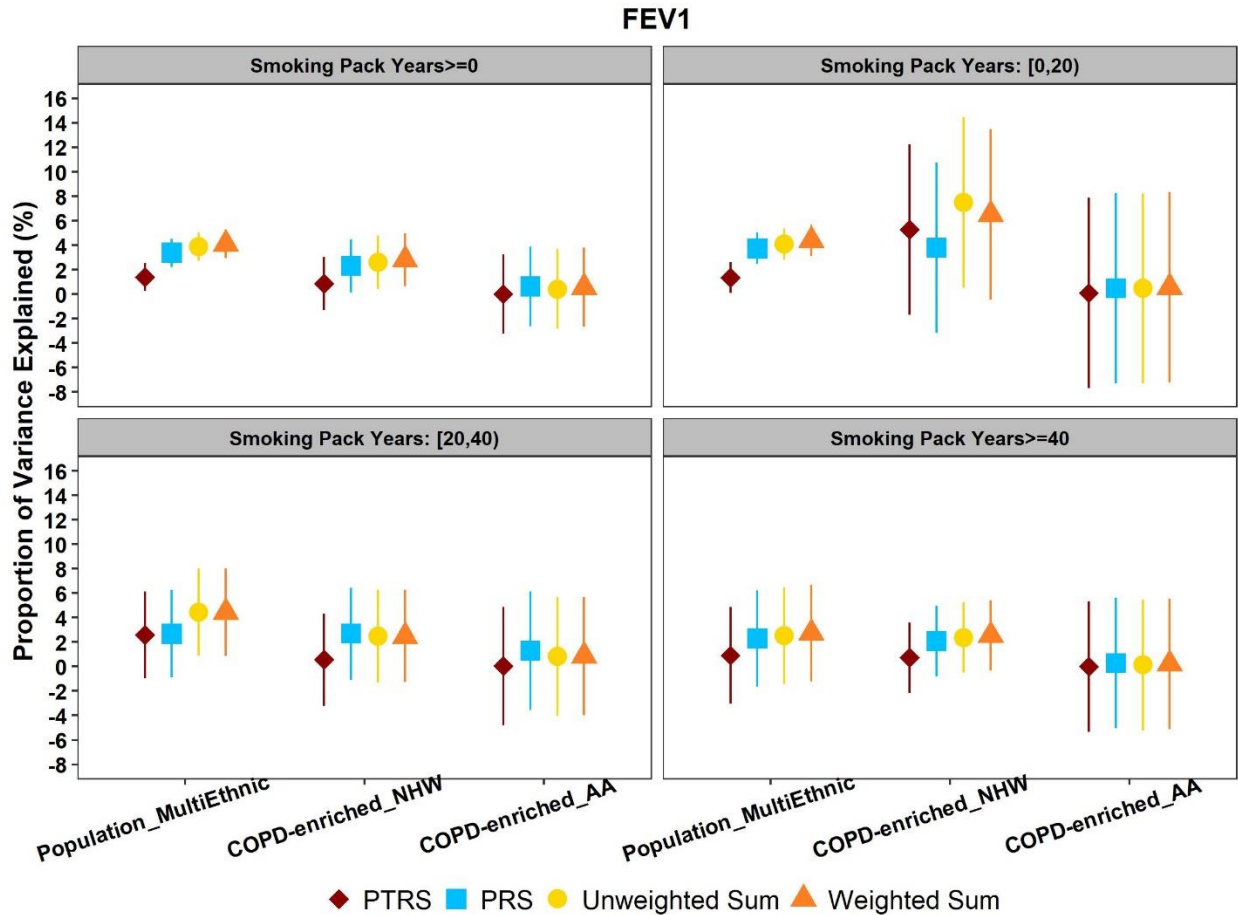 FEV1
Smoking Pack Years>=0
Smoking Pack Years: [0,20)
16
14
12
10
8
6
4
2
0
-2
-4
-6
-8
Smoking Pack Years: [20,40)
Smoking Pack Years>=40
16
14
12
10
8
6
4
2
0
-2
-4
-6
-8
Proportion of Variance Explained (%)
Population_MultiEthnic
COPD-enriched_NHW
COPD-enriched_AA
Population_MultiEthnic
COPD-enriched_NHW
COPD-enriched_AA
PTRS PRS Unweighted Sum Weighted Sum